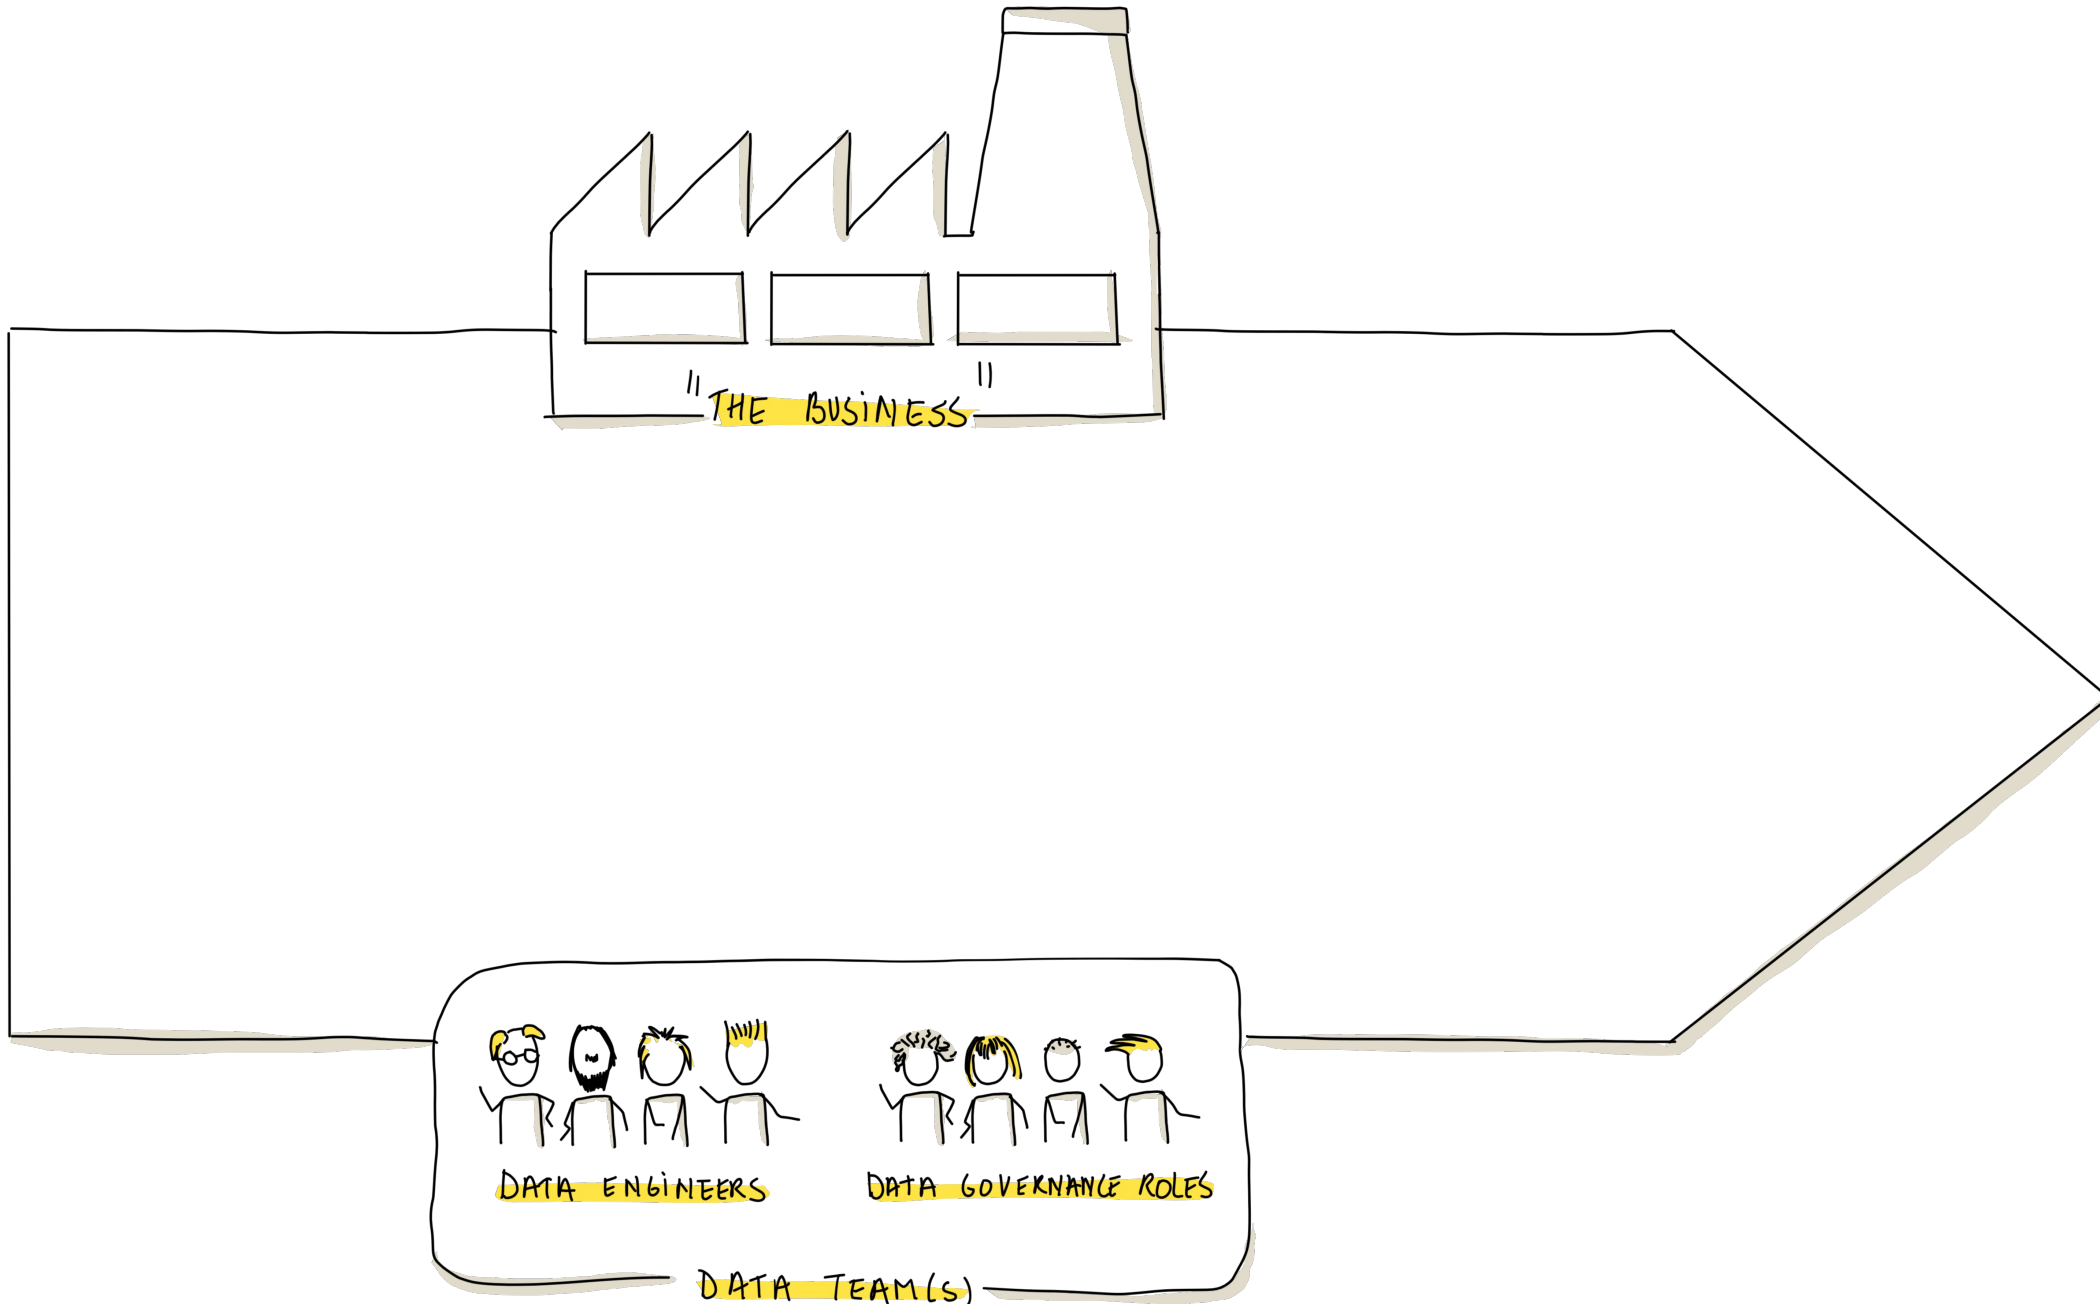 "THE BUSINESS"
DATA ENGINEERS
DATA GOVERNANCE ROLES
DATA TEAM(S)